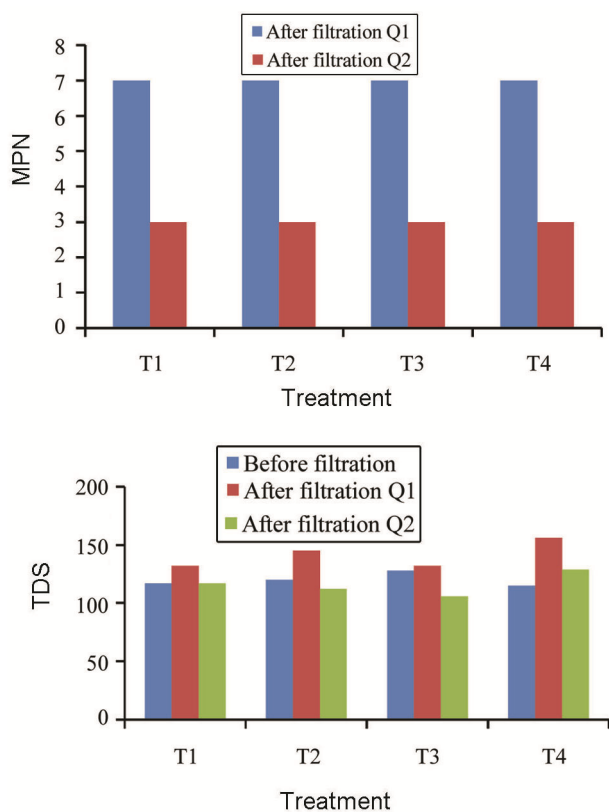 After filtration Q1
After filtration Q2
MPN
8
7
6
5
4
3
2
1
0
T1 T2 T3 T4
Treatment
Before filtration
After filtration Q1
After filtration Q2
TDS
200
150
100
50
0
T1 T2 T3 T4
Treatment